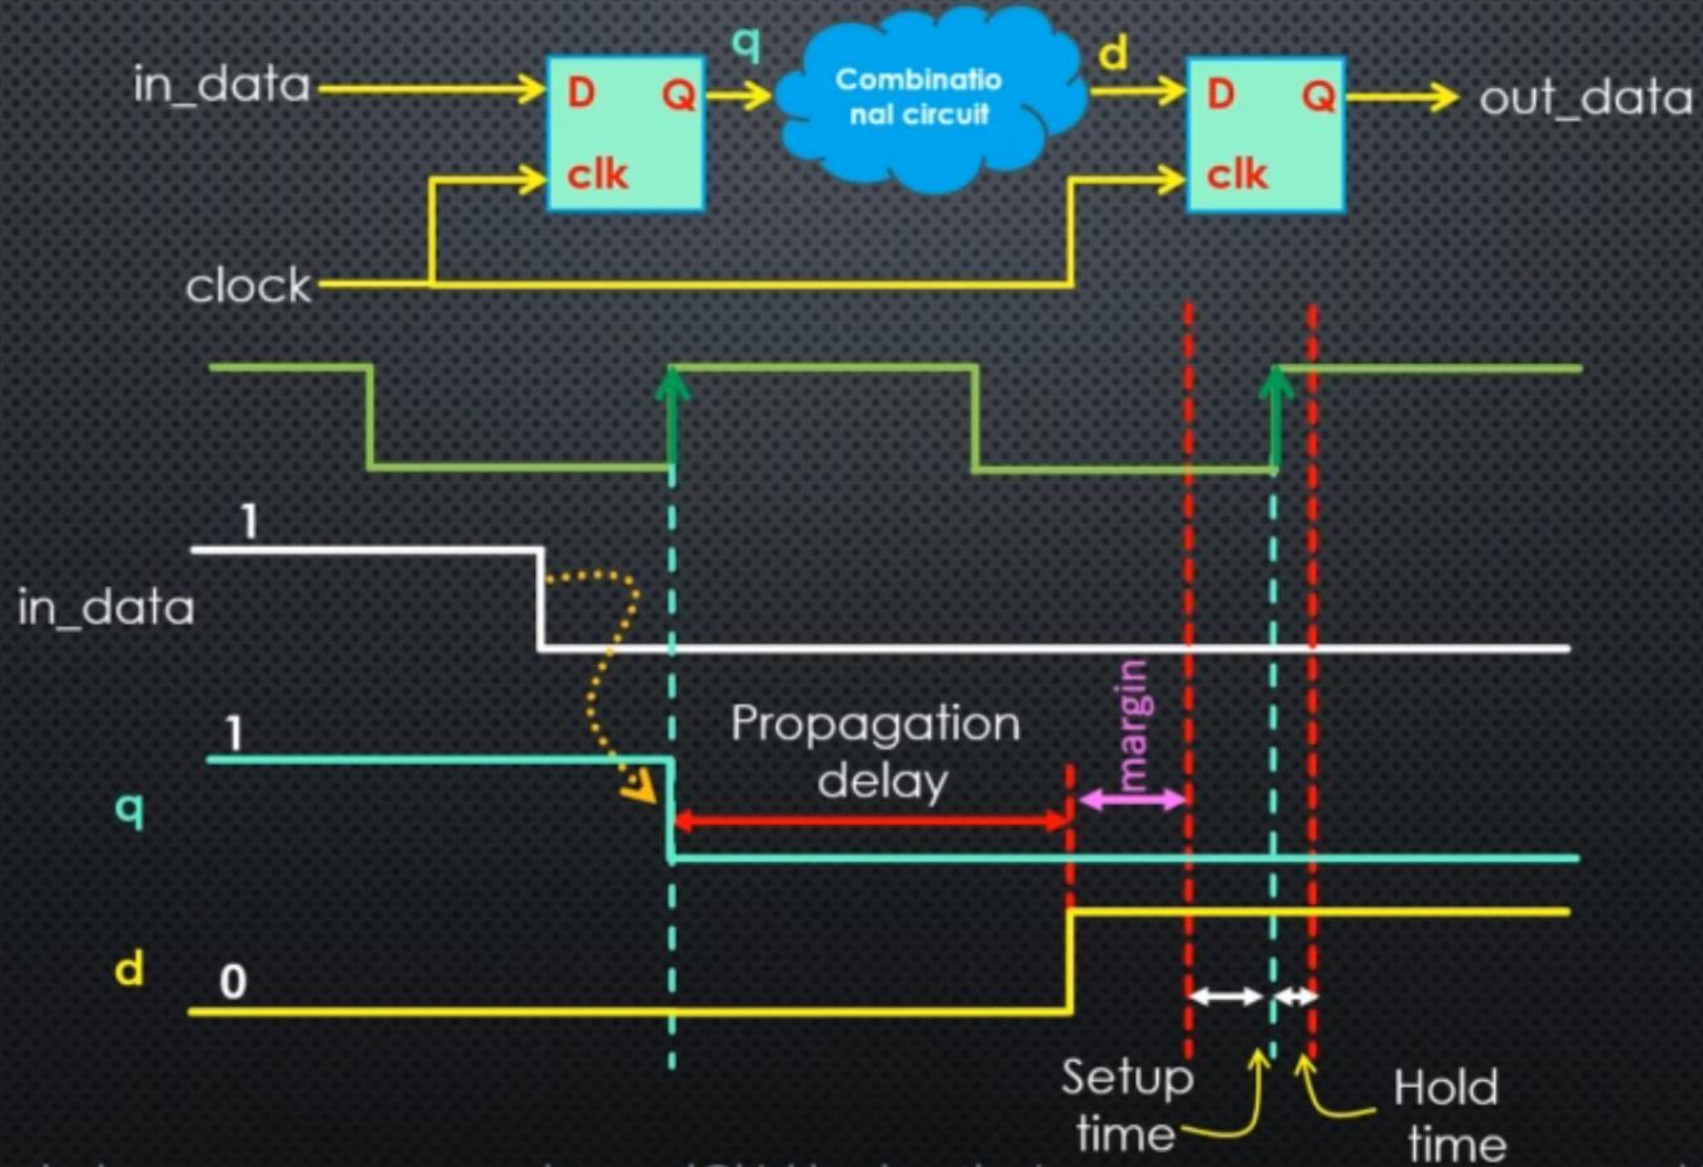 q
d
in_data
D
Q
Combinatio
nal circuit
D
Q
out_data
clk
clk
clock
1
in_data
1
Propagation
delay
margin
q
d
0
Setup
time
Hold
time